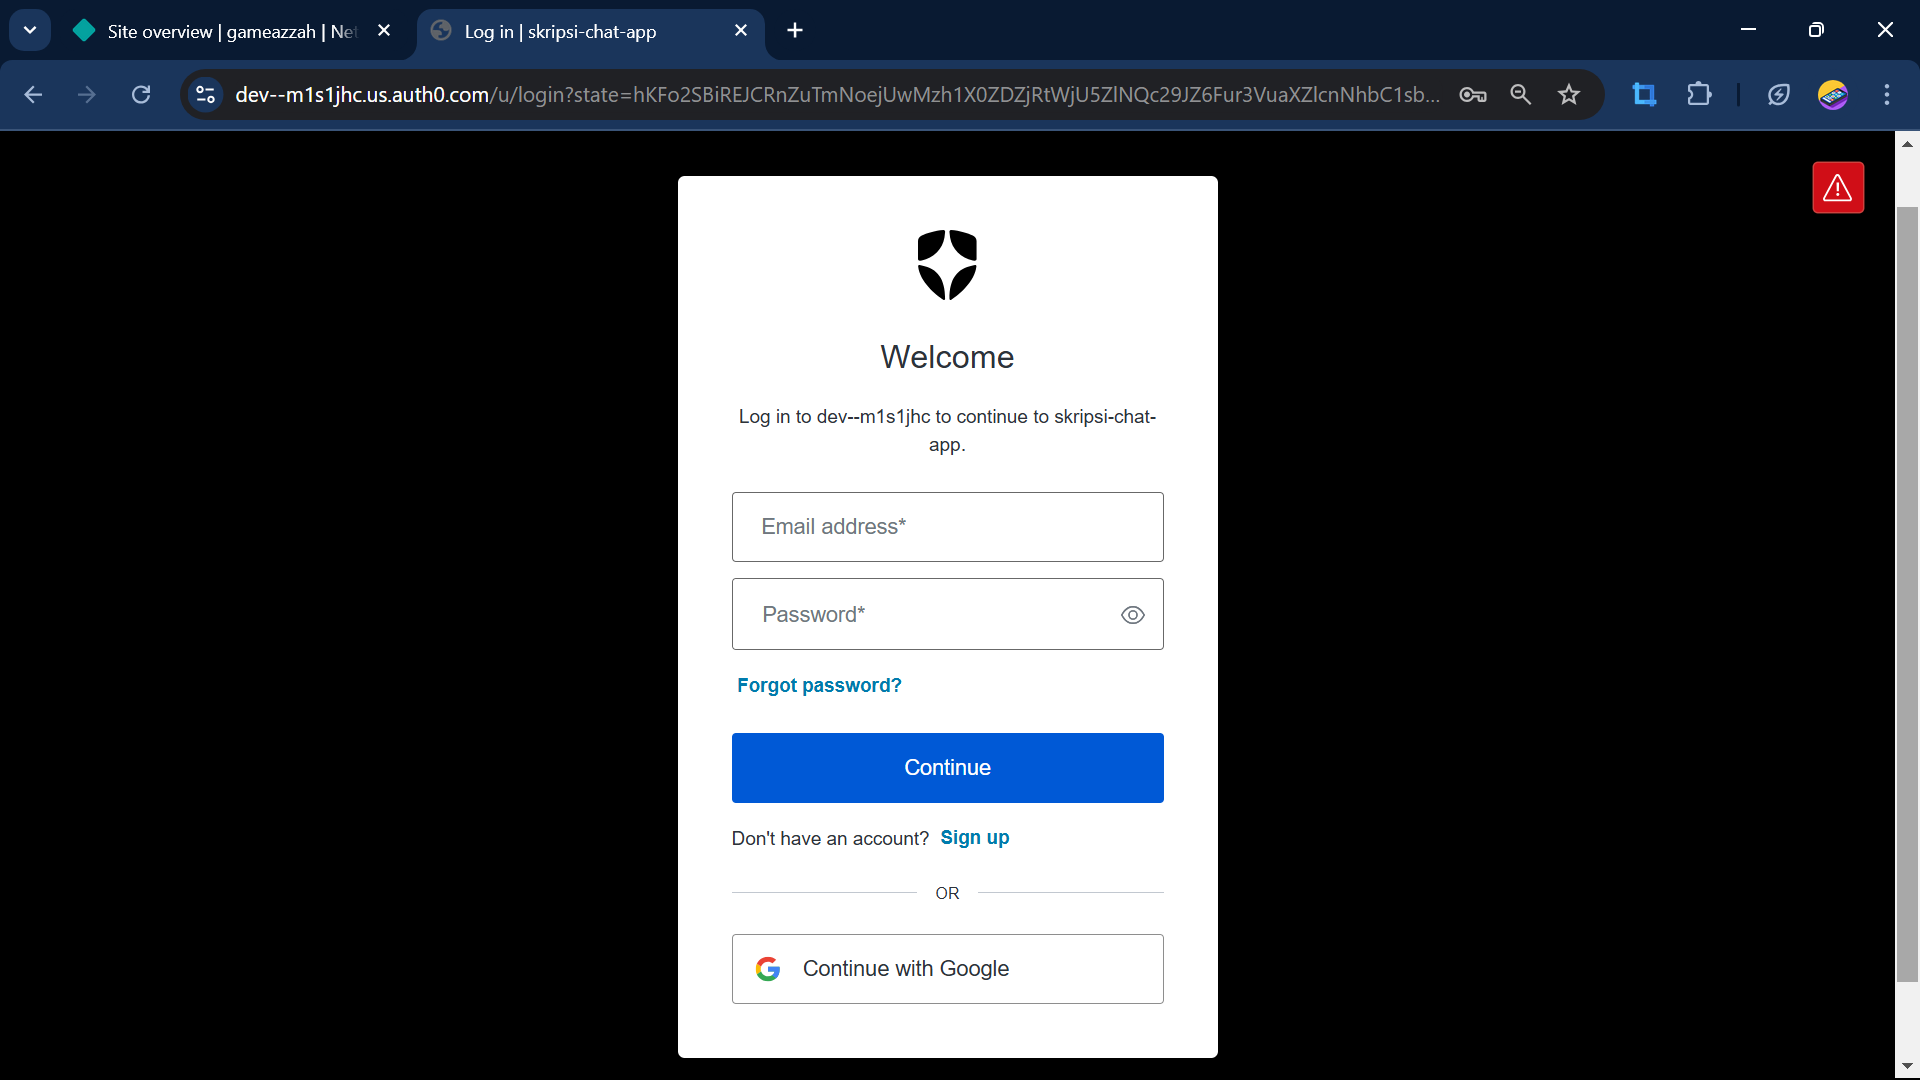 Site overview | gameazzah | Net
Log in | skripsi-chat-app
dev--m1s1jhc.us.auth0.com/u/login?state=hKFo2SBiREJCRnZuTmNoejUwMzh1X0ZDZjRtWjU5ZlNQc29JZ6Fur3VuaXZlcnNhbC1sb...
Welcome
Log in to dev--m1s1jhc to continue to skripsi-chat-
app.
Email address*
Password*
Forgot password?
Continue
Don't have an account? Sign up
OR
Continue with Google